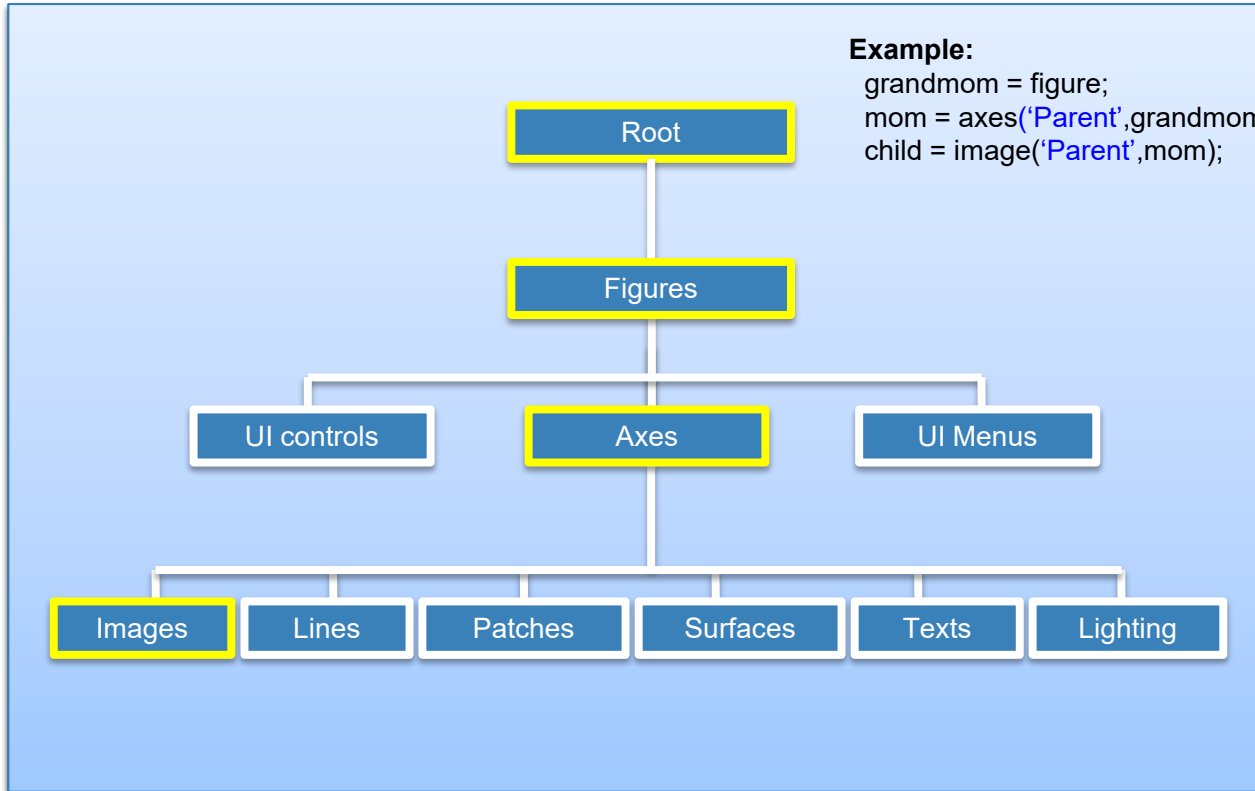 Example:
grandmom = figure;
mom = axes(‘Parent’,grandmom
child = image(‘Parent’,mom);
Root
Figures
UI controls Axes UI Menus
Images Lines Patches Surfaces Texts Lighting